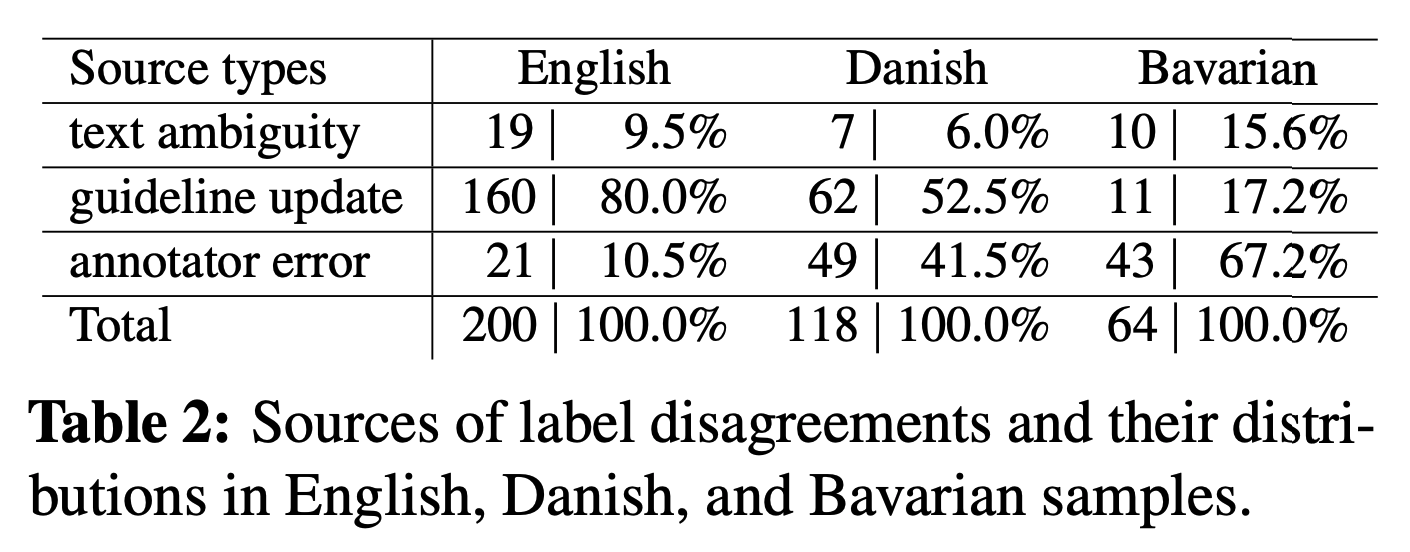 Source types English Danish Bavarian
text ambiguity 19 | 9.5% 7 | 6.0% 10 | 15.6%
guideline update 160 | 80.0% 62 | 52.5% 11 | 17.2%
annotator error 21 | 10.5% 49 | 41.5% 43 | 67.2%
Total 200 | 100.0% 118 | 100.0% 64 | 100.0%
Table 2: Sources of label disagreements and their distri-
butions in English, Danish, and Bavarian samples.